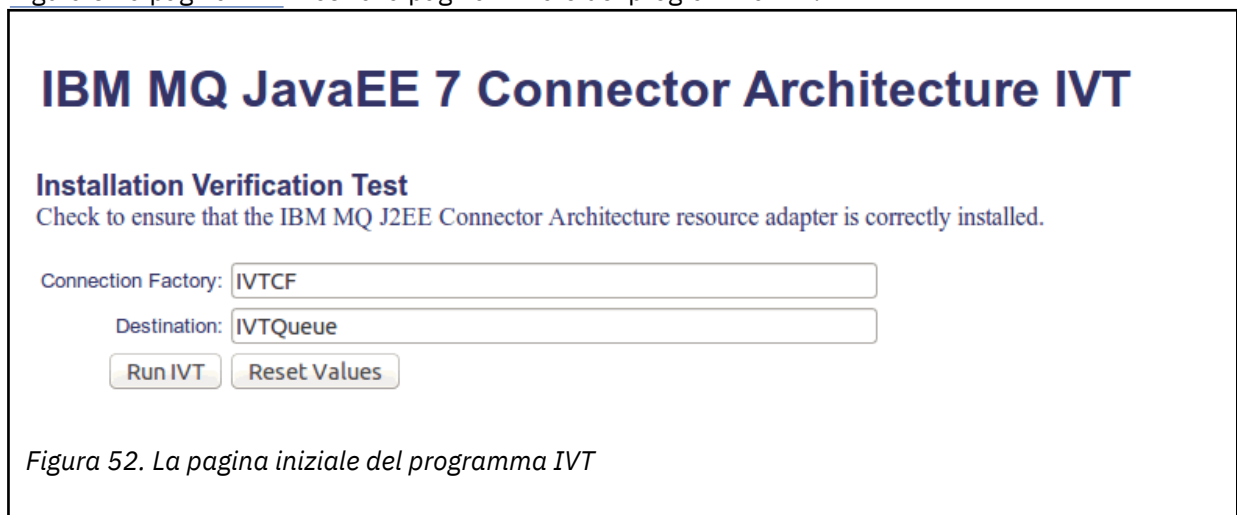 IBM MQ JavaEE 7 Connector Architecture IVT
Installation Verification Test
Check to ensure that the IBM MQ J2EE Connector Architecture resource adapter is correctly installed.
Connection Factory: IVTCF
Destination: IVTQueue
Run IVT Reset Values
Figura 52. La pagina iniziale del programma IVT